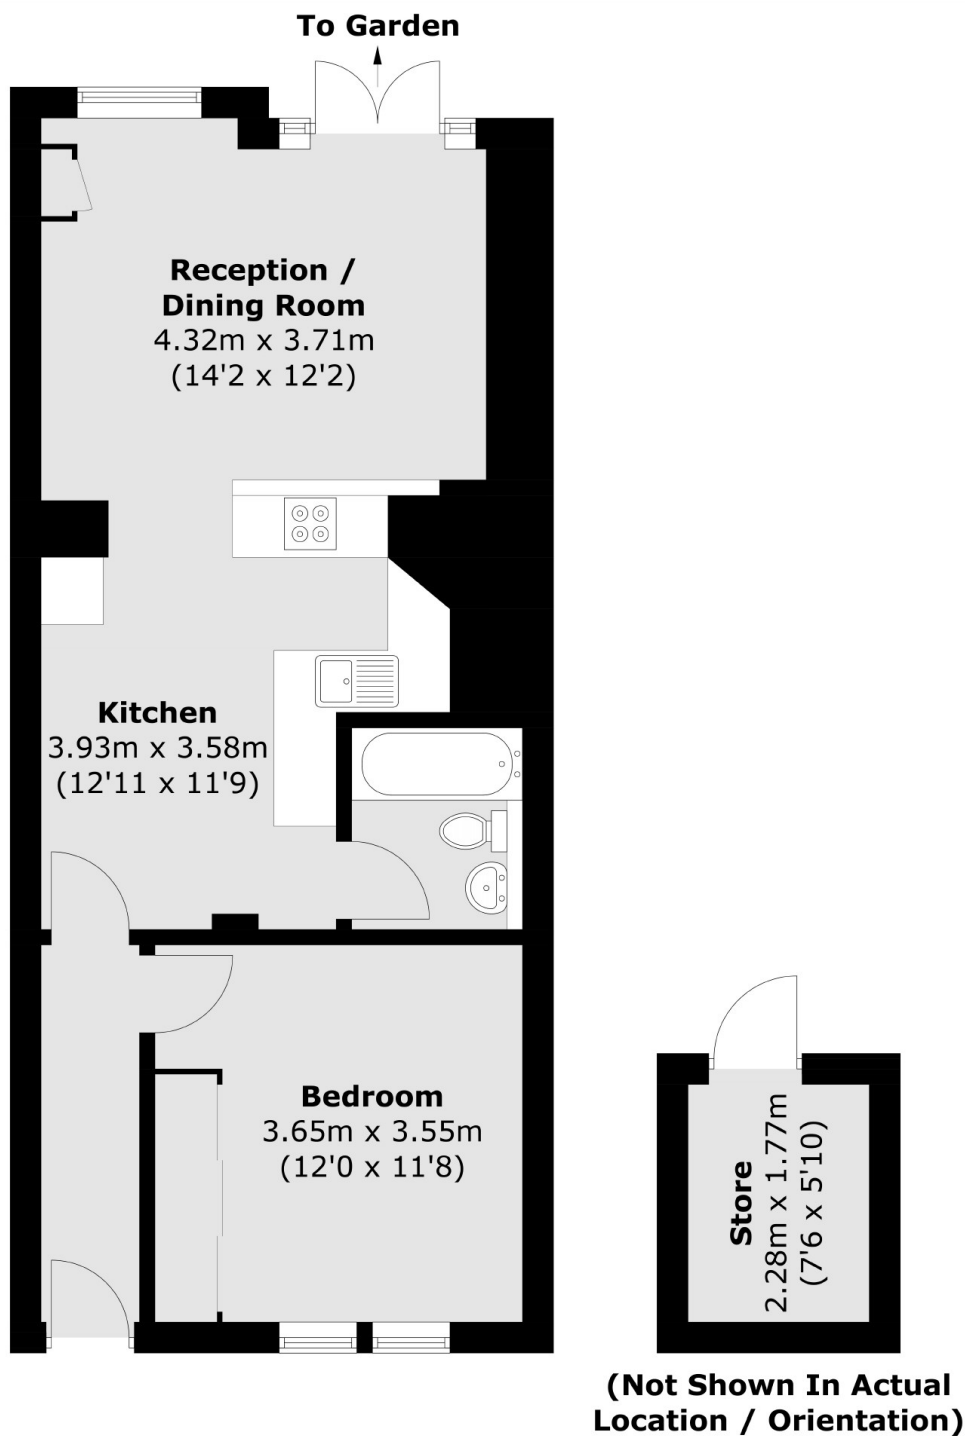 To Garden
Reception /
Dining Room
4.32m x 3.71m
(14'2 x 12'2)
Kitchen
3.93m x 3.58m
(12'11 x 11'9)
Bedroom
3.65m x 3.55m
(12'0 x 11'8)
Store
2.28m x 1.77m
(7'6 x 5'10)
(Not Shown In Actual
Location / Orientation)